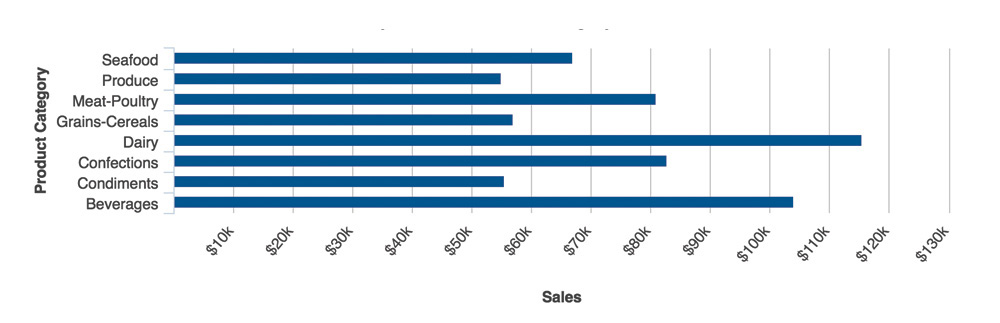 Product Category
Seafood
Produce
Meat-Poultry
Grains-Cereals
Dairy
Confections
Condiments
Beverages
$10k
$20k
$30k
$40k
$50k
$60k
$70k
$80k
$90k
$100k
$110k
$120k
$130k
Sales